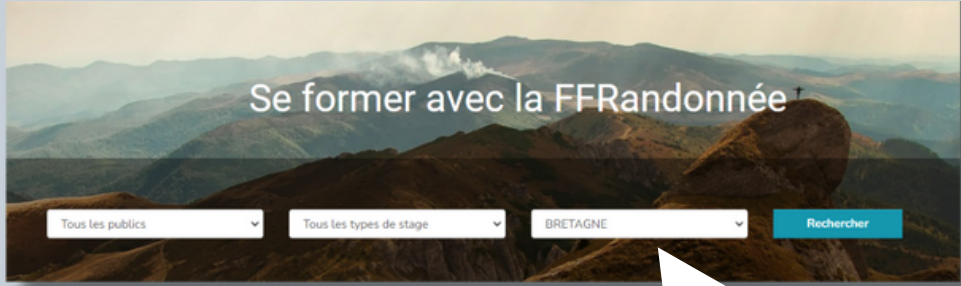 Se former avec la FFRandonnée
Tous les publics
Tous les types de stage
BRETAGNE
Rechercher